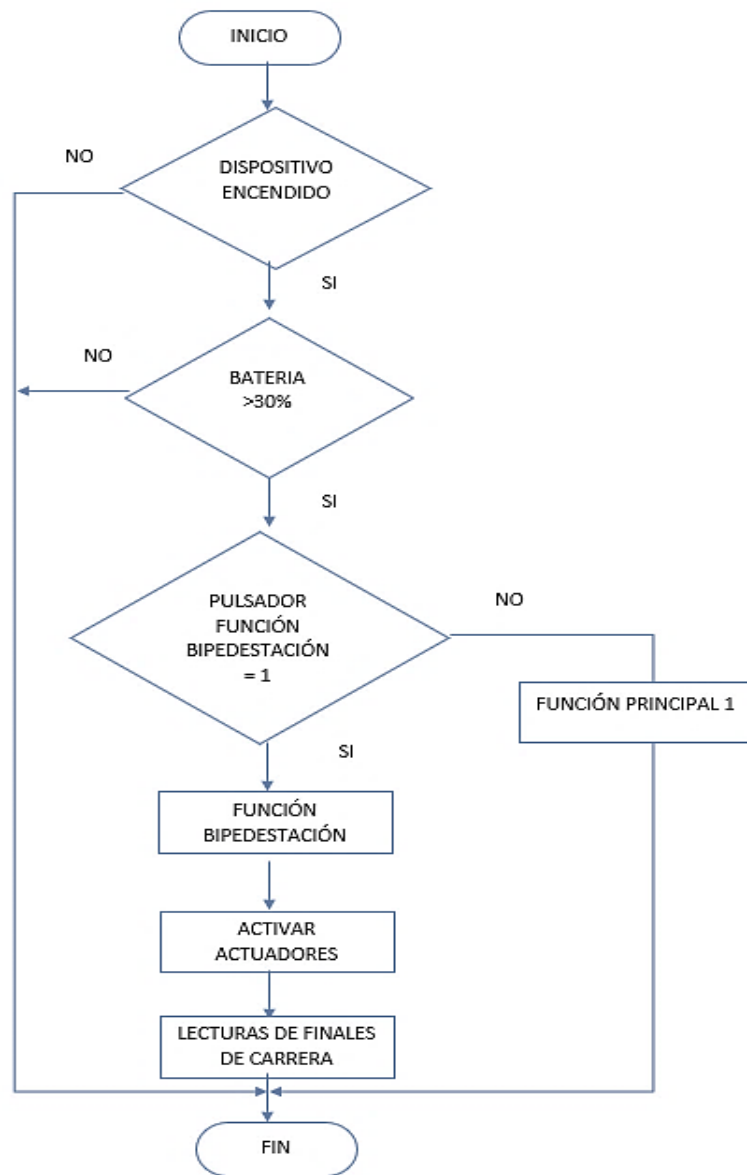 INICIO
NO
DISPOSITIVO
ENCENDIDO
SI
NO
BATERIA
>30%
SI
PULSADOR
FUNCIÓN
BIPEDESTACIÓN
= 1
NO
FUNCIÓN PRINCIPAL 1
SI
FUNCIÓN
BIPEDESTACIÓN
ACTIVAR
ACTUADORES
LECTURAS DE FINALES
DE CARRERA
FIN